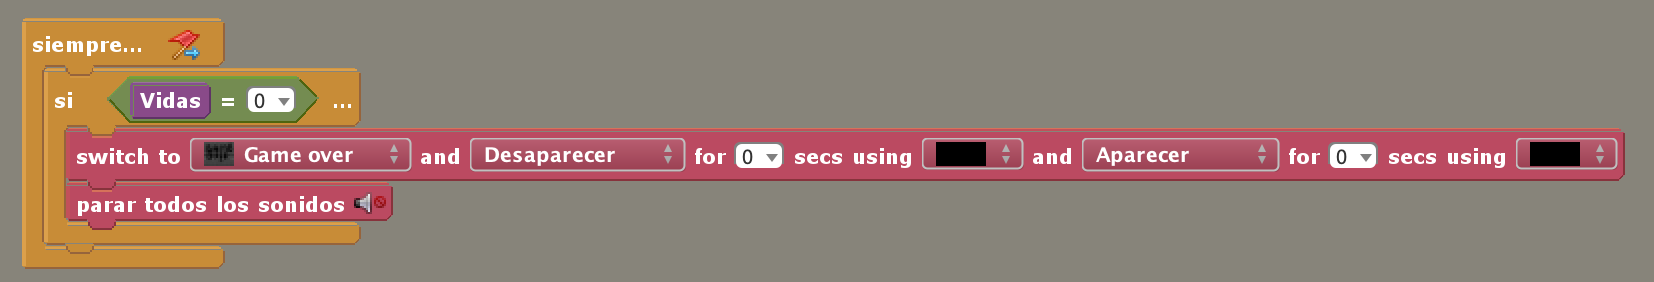 siempre...
si Vidas = 0 ...
switch to Game over and Desaparecer for 0 secs using and Aparecer for 0 secs using
parar todos los sonidos